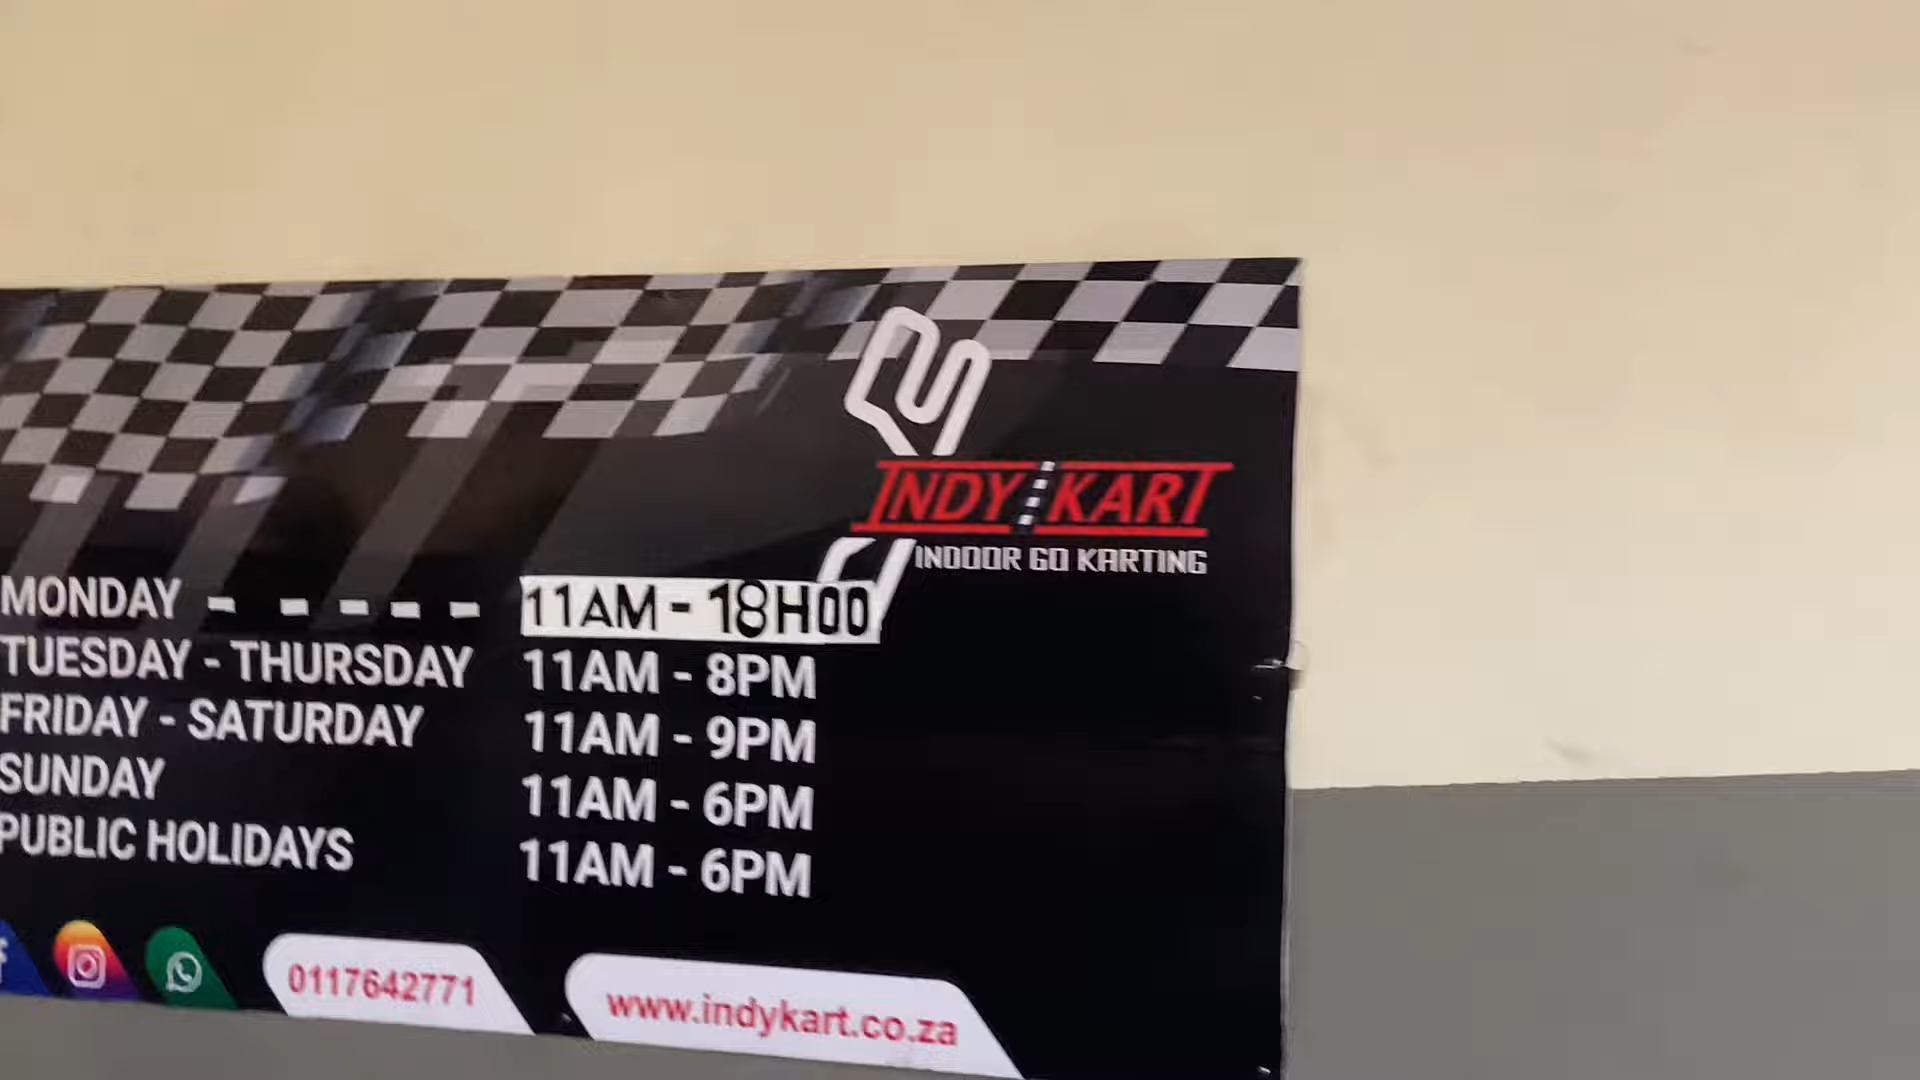 INDY KART
INDOOR GO KARTING
MONDAY - - - - - 11AM - 18H00
TUESDAY - THURSDAY 11AM - 8PM
FRIDAY - SATURDAY 11AM - 9PM
SUNDAY 11AM - 6PM
PUBLIC HOLIDAYS 11AM - 6PM
0117642771
www.indykart.co.za